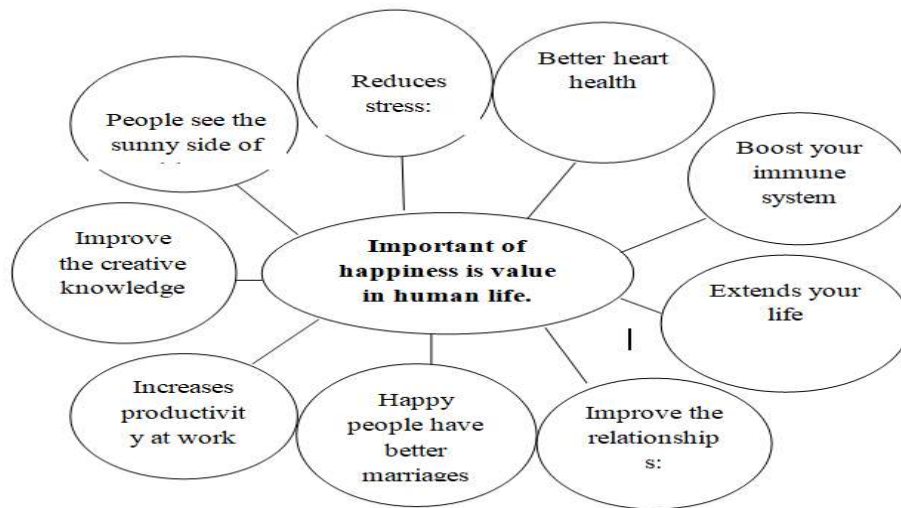 Reduces
stress:
Better heart
health
People see the
sunny side of
Boost your
immune
system
Improve
the creative
knowledge
Important of
happiness is value
in human life.
Extends your
life
Increases
productivit
y at work
Happy
people have
better
marriages
Improve the
relationship
s: